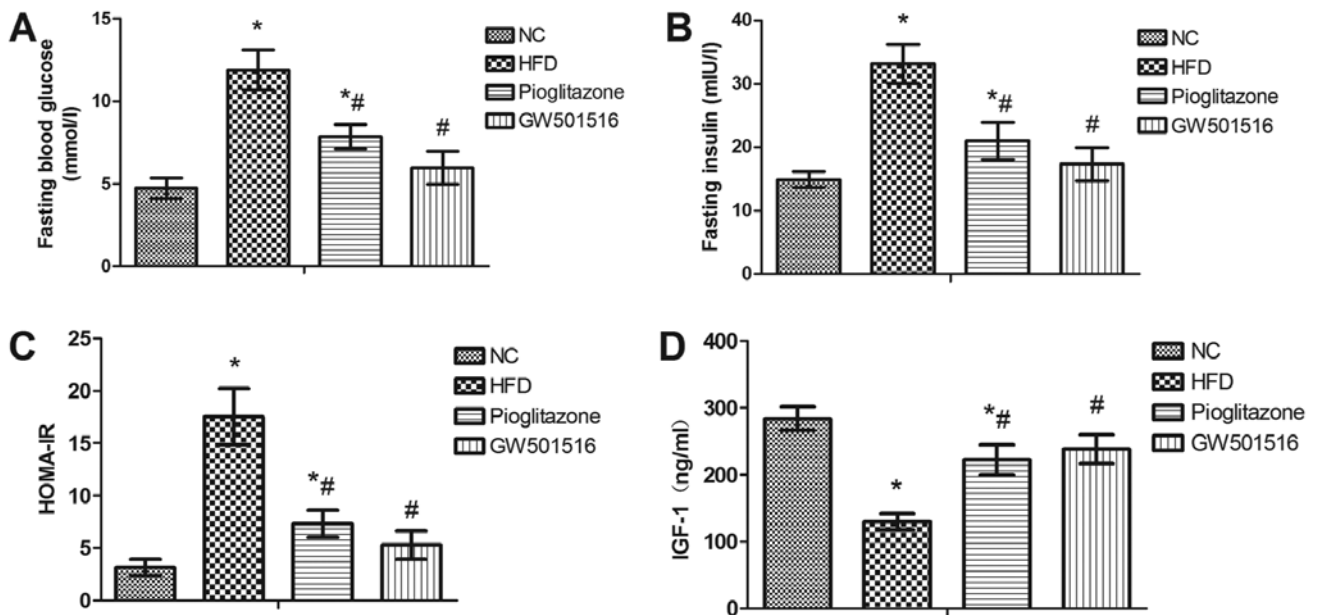 A
Fasting blood glucose
(mmol/l)
15
10
5
0
*
*#
#
NC
HFD
Pioglitazone
GW501516
B
Fasting insulin (mIU/l)
40
30
20
10
0
*
*#
#
NC
HFD
Pioglitazone
GW501516
C
HOMA-IR
25
20
15
10
5
0
*
*#
#
NC
HFD
Pioglitazone
GW501516
D
IGF-1（ng/ml）
400
300
200
100
0
*
*#
#
NC
HFD
Pioglitazone
GW501516